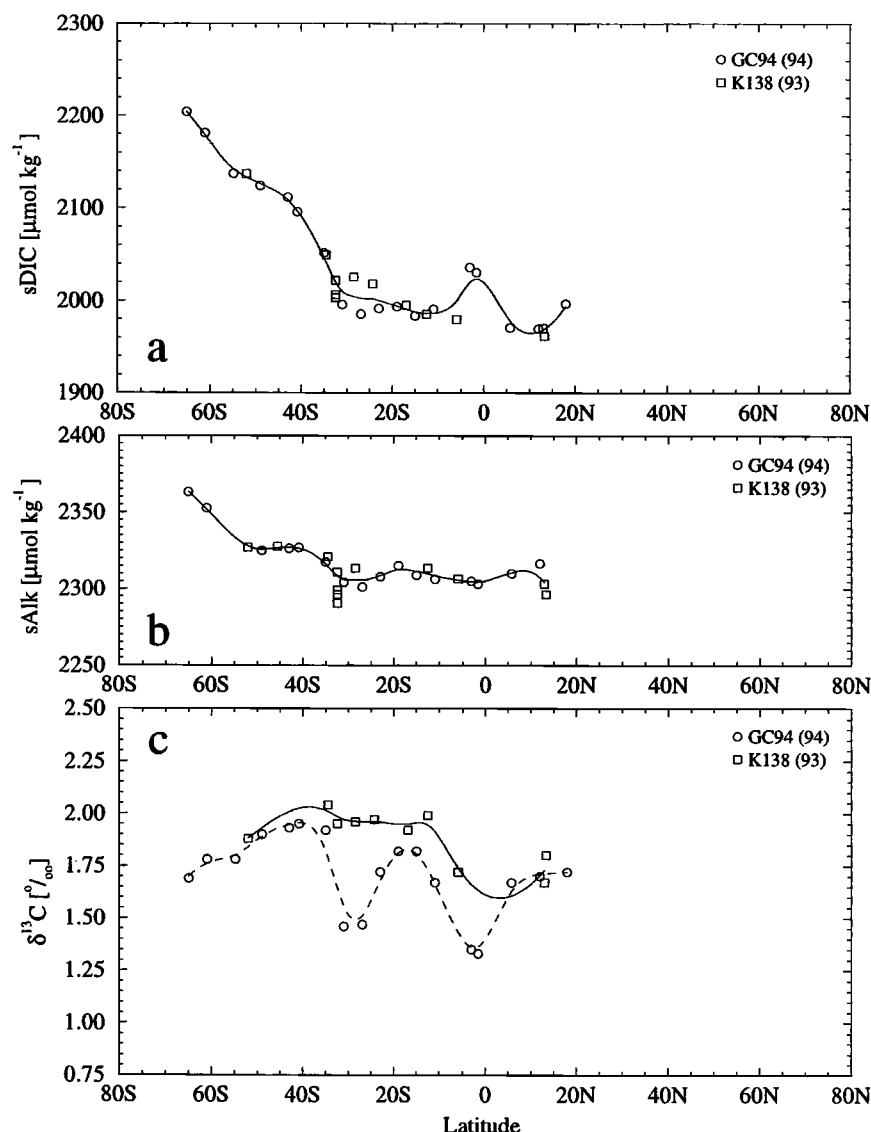 2300
2200
2100
2000
1900
sDIC [μmol kg⁻¹]
GC94 (94)
K138 (93)
a
80S 60S 40S 20S 0 20N 40N 60N 80N
2400
2350
2300
2250
sAlk [μmol kg⁻¹]
GC94 (94)
K138 (93)
b
80S 60S 40S 20S 0 20N 40N 60N 80N
2.50
2.25
2.00
1.75
1.50
1.25
1.00
0.75
δ¹³C [º/ₒₒ]
c
GC94 (94)
K138 (93)
80S 60S 40S 20S 0 20N 40N 60N 80N
Latitude